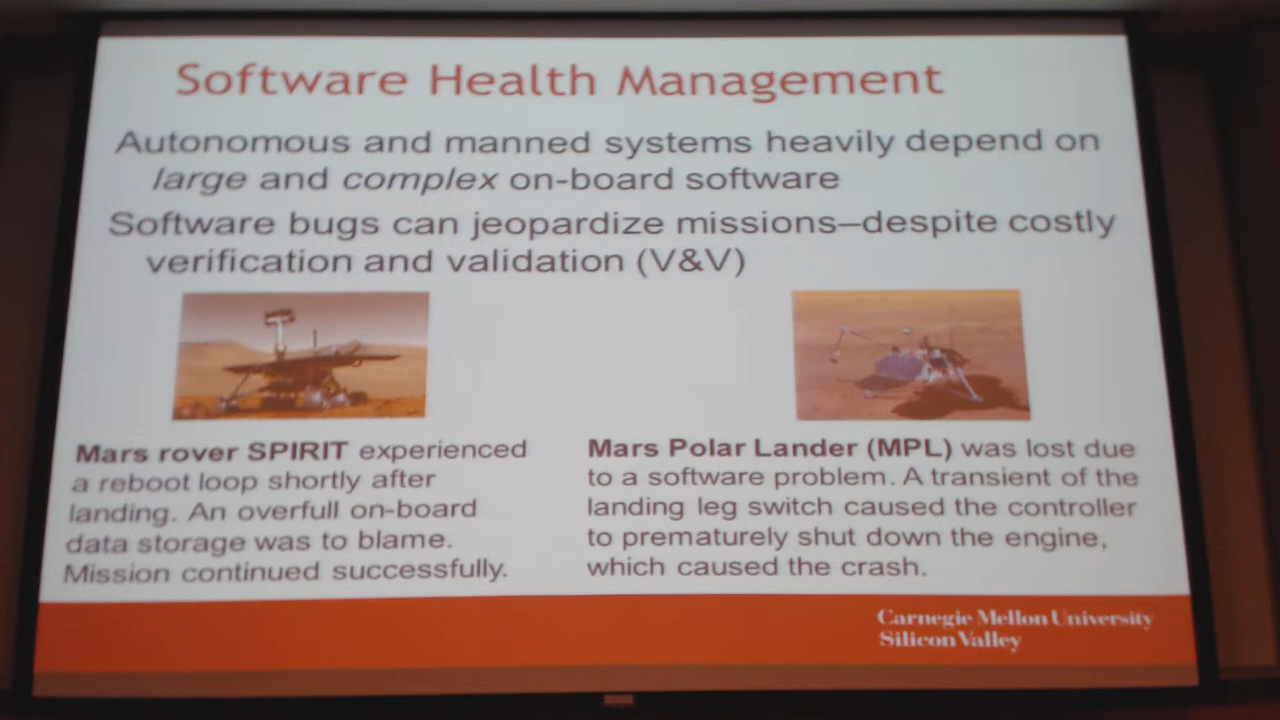 Software Health Management
Autonomous and manned systems heavily depend on
large and complex on-board software
Software bugs can jeopardize missions—despite costly
verification and validation (V&V)
Mars rover SPIRIT experienced
a reboot loop shortly after
landing. An overfull on-board
data storage was to blame.
Mission continued successfully.
Mars Polar Lander (MPL) was lost due
to a software problem. A transient of the
landing leg switch caused the controller
to prematurely shut down the engine,
which caused the crash.
Carnegie Mellon University
Silicon Valley